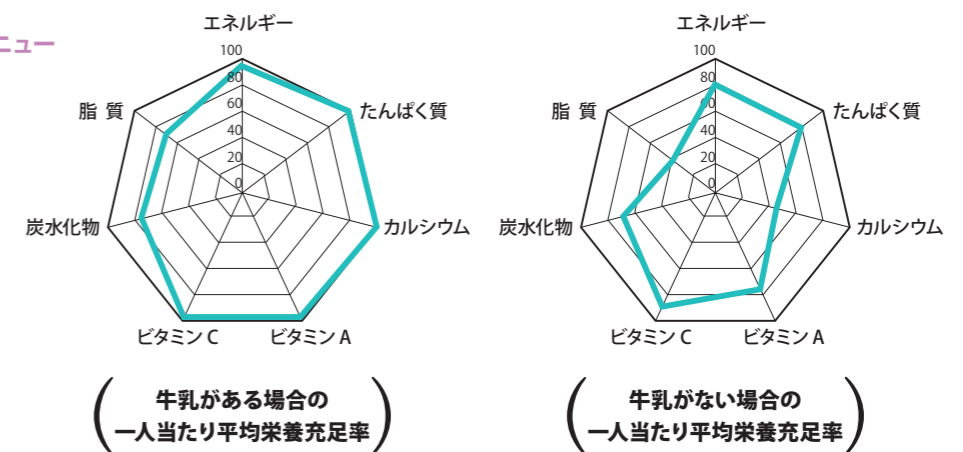 ニュー
エネルギー
100
80
60
40
20
0
たんぱく質
カルシウム
ビタミン A
ビタミン C
炭水化物
脂 質
牛乳がある場合の
一人当たり平均栄養充足率
エネルギー
100
80
60
40
20
0
たんぱく質
カルシウム
ビタミン A
ビタミン C
炭水化物
脂 質
牛乳がない場合の
一人当たり平均栄養充足率